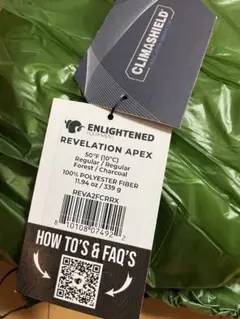 CLIMASHIELD®
ENLIGHTENED
REVELATION APEX
50°F (10°C)
Regular / Regular
Forest / Charcoal
100% POLYESTER FIBER
11.94 oz / 339 g
REVA2FCRRX
HOW TO'S & FAQ'S